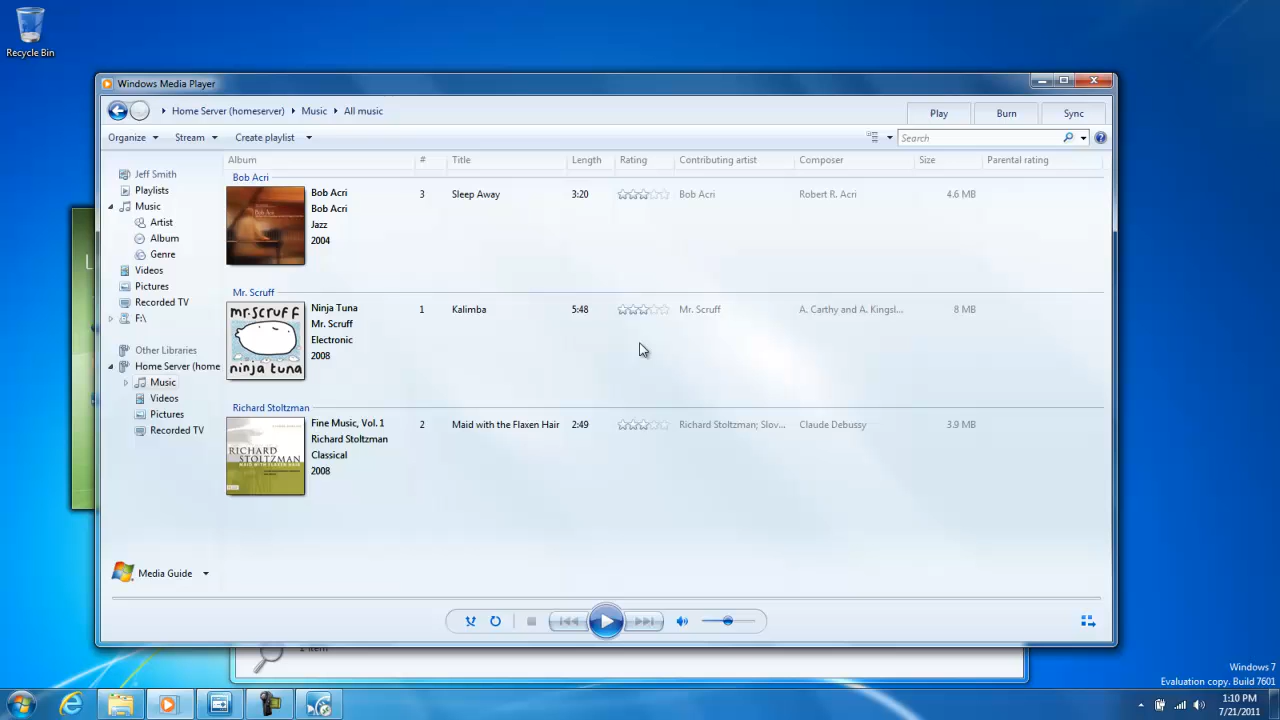 Recycle Bin
Windows Media Player
Home Server (homeserver) Music All music
Play Burn Sync
Organize Stream Create playlist
Search
Album # Title Length Rating Contributing artist Composer Size Parental rating
Jeff Smith
Playlists
Music
Artist
Album
Genre
Videos
Pictures
Recorded TV
F:\
Other Libraries
Home Server (home
Music
Videos
Pictures
Recorded TV
Bob Acri
Bob Acri 3 Sleep Away 3:20 Bob Acri Robert R. Acri 4.6 MB
Bob Acri
Jazz
2004
Mr. Scruff
mr.scruff
ninja tuna
Ninja Tuna 1 Kalimba 5:48 Mr. Scruff A. Carthy and A. Kingsl... 8 MB
Mr. Scruff
Electronic
2008
Richard Stoltzman
RICHARD
STOLTZMAN
MAID WITH THE FLAXEN HAIR
Fine Music, Vol. 1 2 Maid with the Flaxen Hair 2:49 Richard Stoltzman; Slov... Claude Debussy 3.9 MB
Richard Stoltzman
Classical
2008
Media Guide
Windows 7
Evaluation copy. Build 7601
1:10 PM
7/21/2011